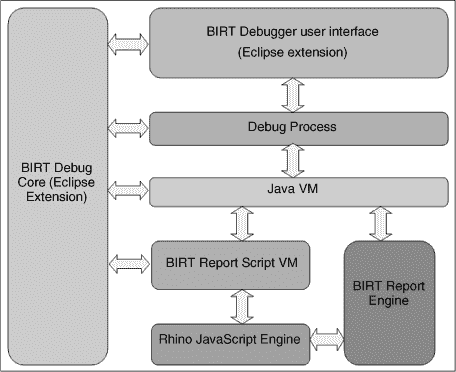 BIRT Debugger user interface
(Eclipse extension)
Debug Process
BIRT Debug
Core (Eclipse
Extension)
Java VM
BIRT Report Script VM
BIRT Report
Engine
Rhino JavaScript Engine